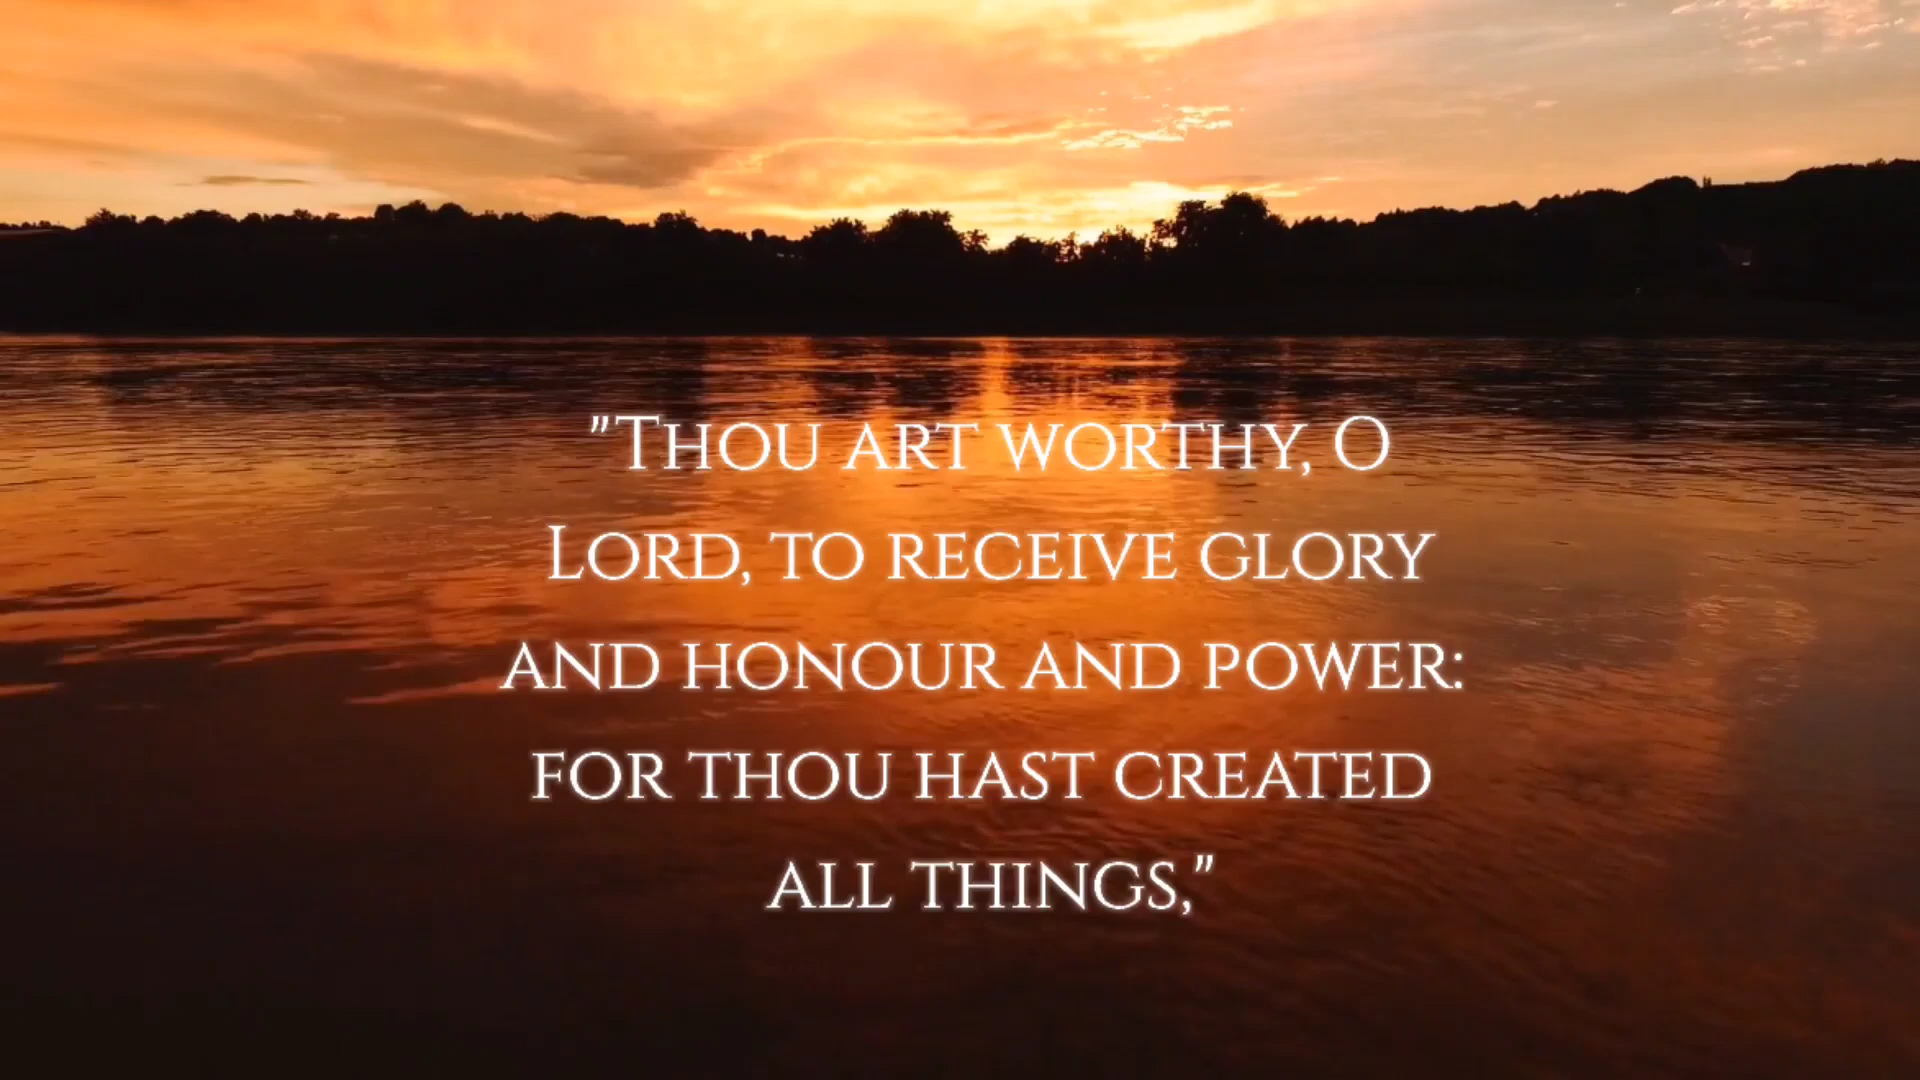 "Thou art worthy, O
Lord, to receive glory
and honour and power:
for thou hast created
all things,"